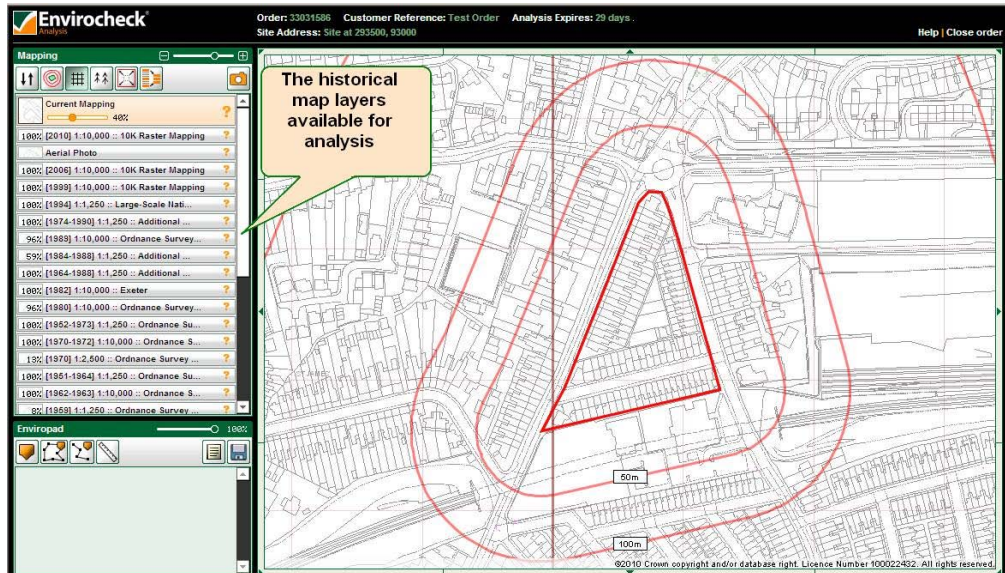 Envirocheck®
Analysis
Order: 33031586 Customer Reference: Test Order Analysis Expires: 29 days .
Site Address: Site at 293500, 93000
Help | Close order
Mapping
Current Mapping
40%
?
100% [2010] 1:10,000 :: 10K Raster Mapping ?
Aerial Photo ?
100% [2006] 1:10,000 :: 10K Raster Mapping ?
100% [1999] 1:10,000 :: 10K Raster Mapping ?
100% [1994] 1:1,250 :: Large-Scale Nati... ?
100% [1974-1990] 1:1,250 :: Additional ... ?
96% [1989] 1:10,000 :: Ordnance Survey... ?
59% [1984-1988] 1:1,250 :: Additional ... ?
100% [1964-1988] 1:1,250 :: Additional ... ?
100% [1982] 1:10,000 :: Exeter ?
96% [1980] 1:10,000 :: Ordnance Survey... ?
100% [1952-1973] 1:1,250 :: Ordnance Su... ?
100% [1970-1972] 1:10,000 :: Ordnance S... ?
13% [1970] 1:2,500 :: Ordnance Survey ... ?
100% [1951-1964] 1:1,250 :: Ordnance Su... ?
100% [1962-1963] 1:10,000 :: Ordnance S... ?
8% [1959] 1:1,250 :: Ordnance Survey ... ?
The historical
map layers
available for
analysis
Enviropad
100%
50m
100m
©2010 Crown copyright and/or database right. Licence Number 100022432. All rights reserved.